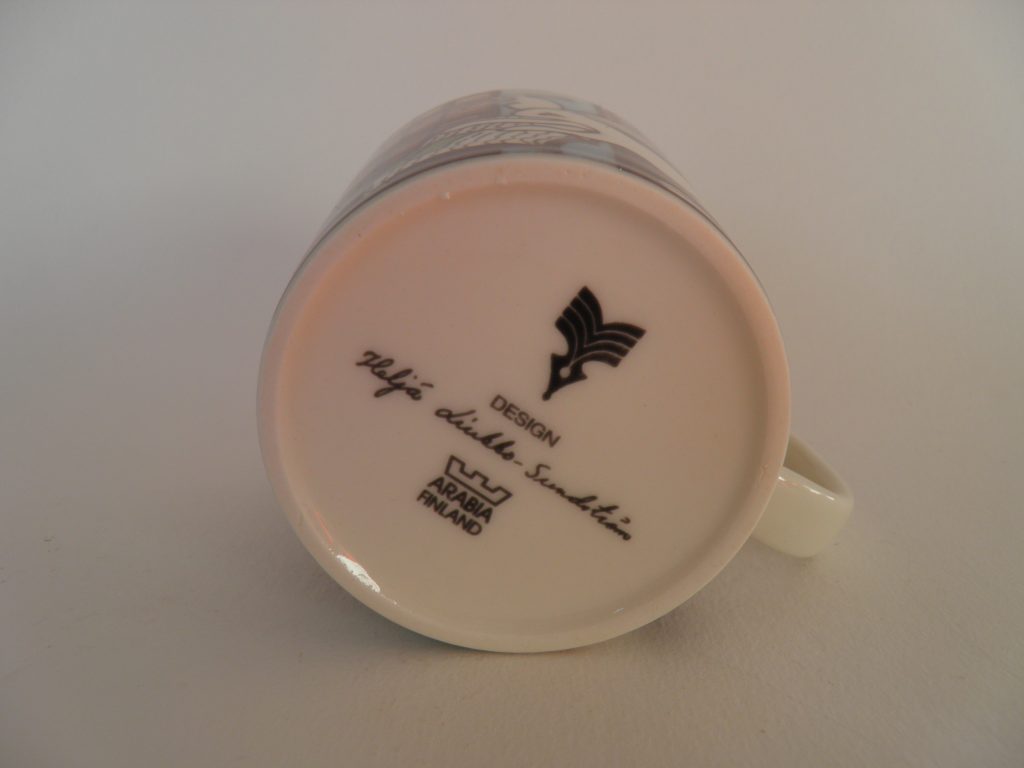 DESIGN
Heljä Liukko-Sundström
ARABIA
FINLAND